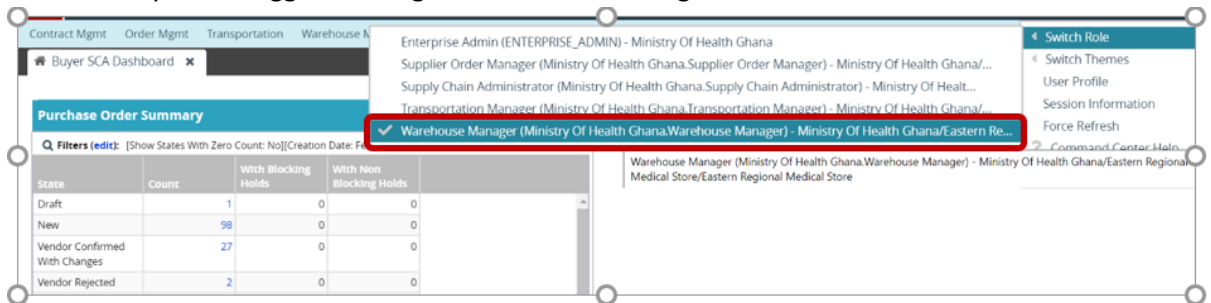 Contract Mgmt Order Mgmt Transportation Warehouse M
Buyer SCA Dashboard ×
Enterprise Admin (ENTERPRISE_ADMIN) - Ministry Of Health Ghana
Supplier Order Manager (Ministry Of Health Ghana.Supplier Order Manager) - Ministry Of Health Ghana/...
Supply Chain Administrator (Ministry Of Health Ghana.Supply Chain Administrator) - Ministry Of Healt...
Transportation Manager (Ministry Of Health Ghana.Transportation Manager) - Ministry Of Health Ghana/...
Warehouse Manager (Ministry Of Health Ghana.Warehouse Manager) - Ministry Of Health Ghana/Eastern Re...
Switch Role
Switch Themes
User Profile
Session Information
Force Refresh
? Command Center Help
Warehouse Manager (Ministry Of Health Ghana.Warehouse Manager) - Ministry Of Health Ghana/Eastern Regional
Medical Store/Eastern Regional Medical Store
Purchase Order Summary
Filters (edit): [Show States With Zero Count: No][Creation Date: Fe
State Count With Blocking Holds With Non Blocking Holds
Draft 1 0 0
New 98 0 0
Vendor Confirmed With Changes 27 0 0
Vendor Rejected 2 0 0